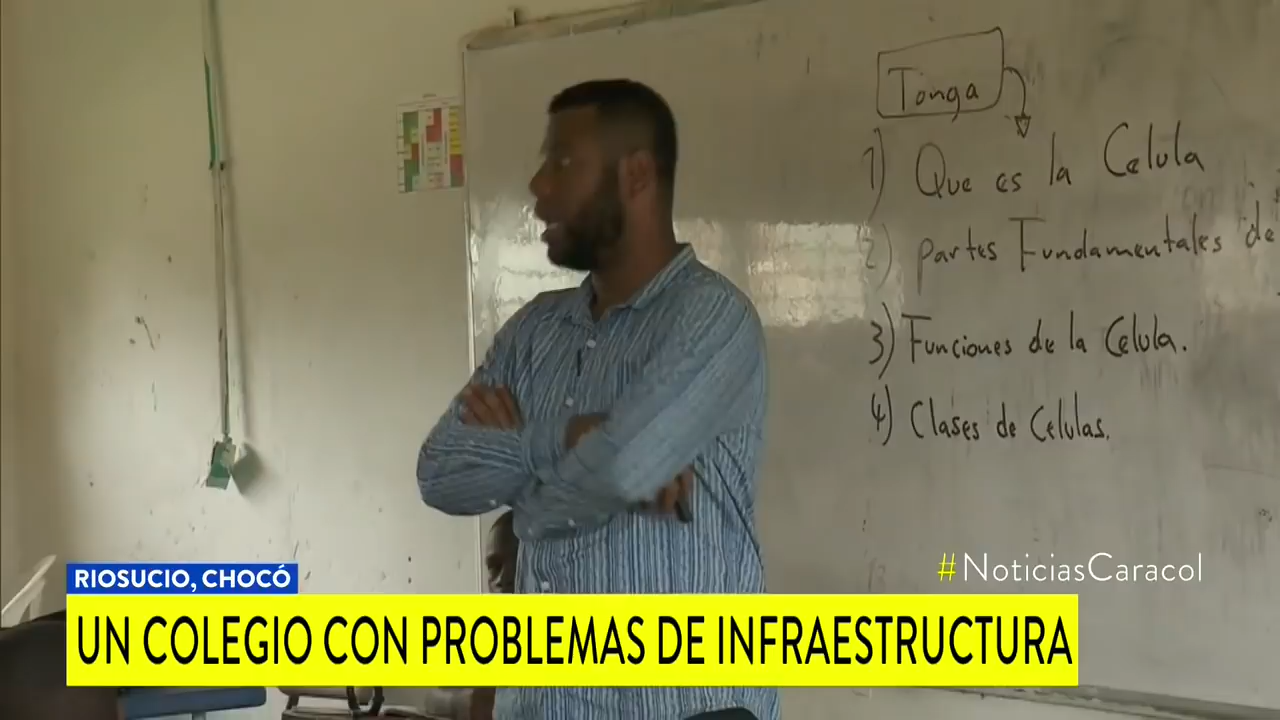 Tonga
1) Que es la Celula
2) partes Fundamentales de
3) Funciones de la Celula.
4) Clases de Celulas.
#NoticiasCaracol
RIOSUCIO, CHOCÓ
UN COLEGIO CON PROBLEMAS DE INFRAESTRUCTURA